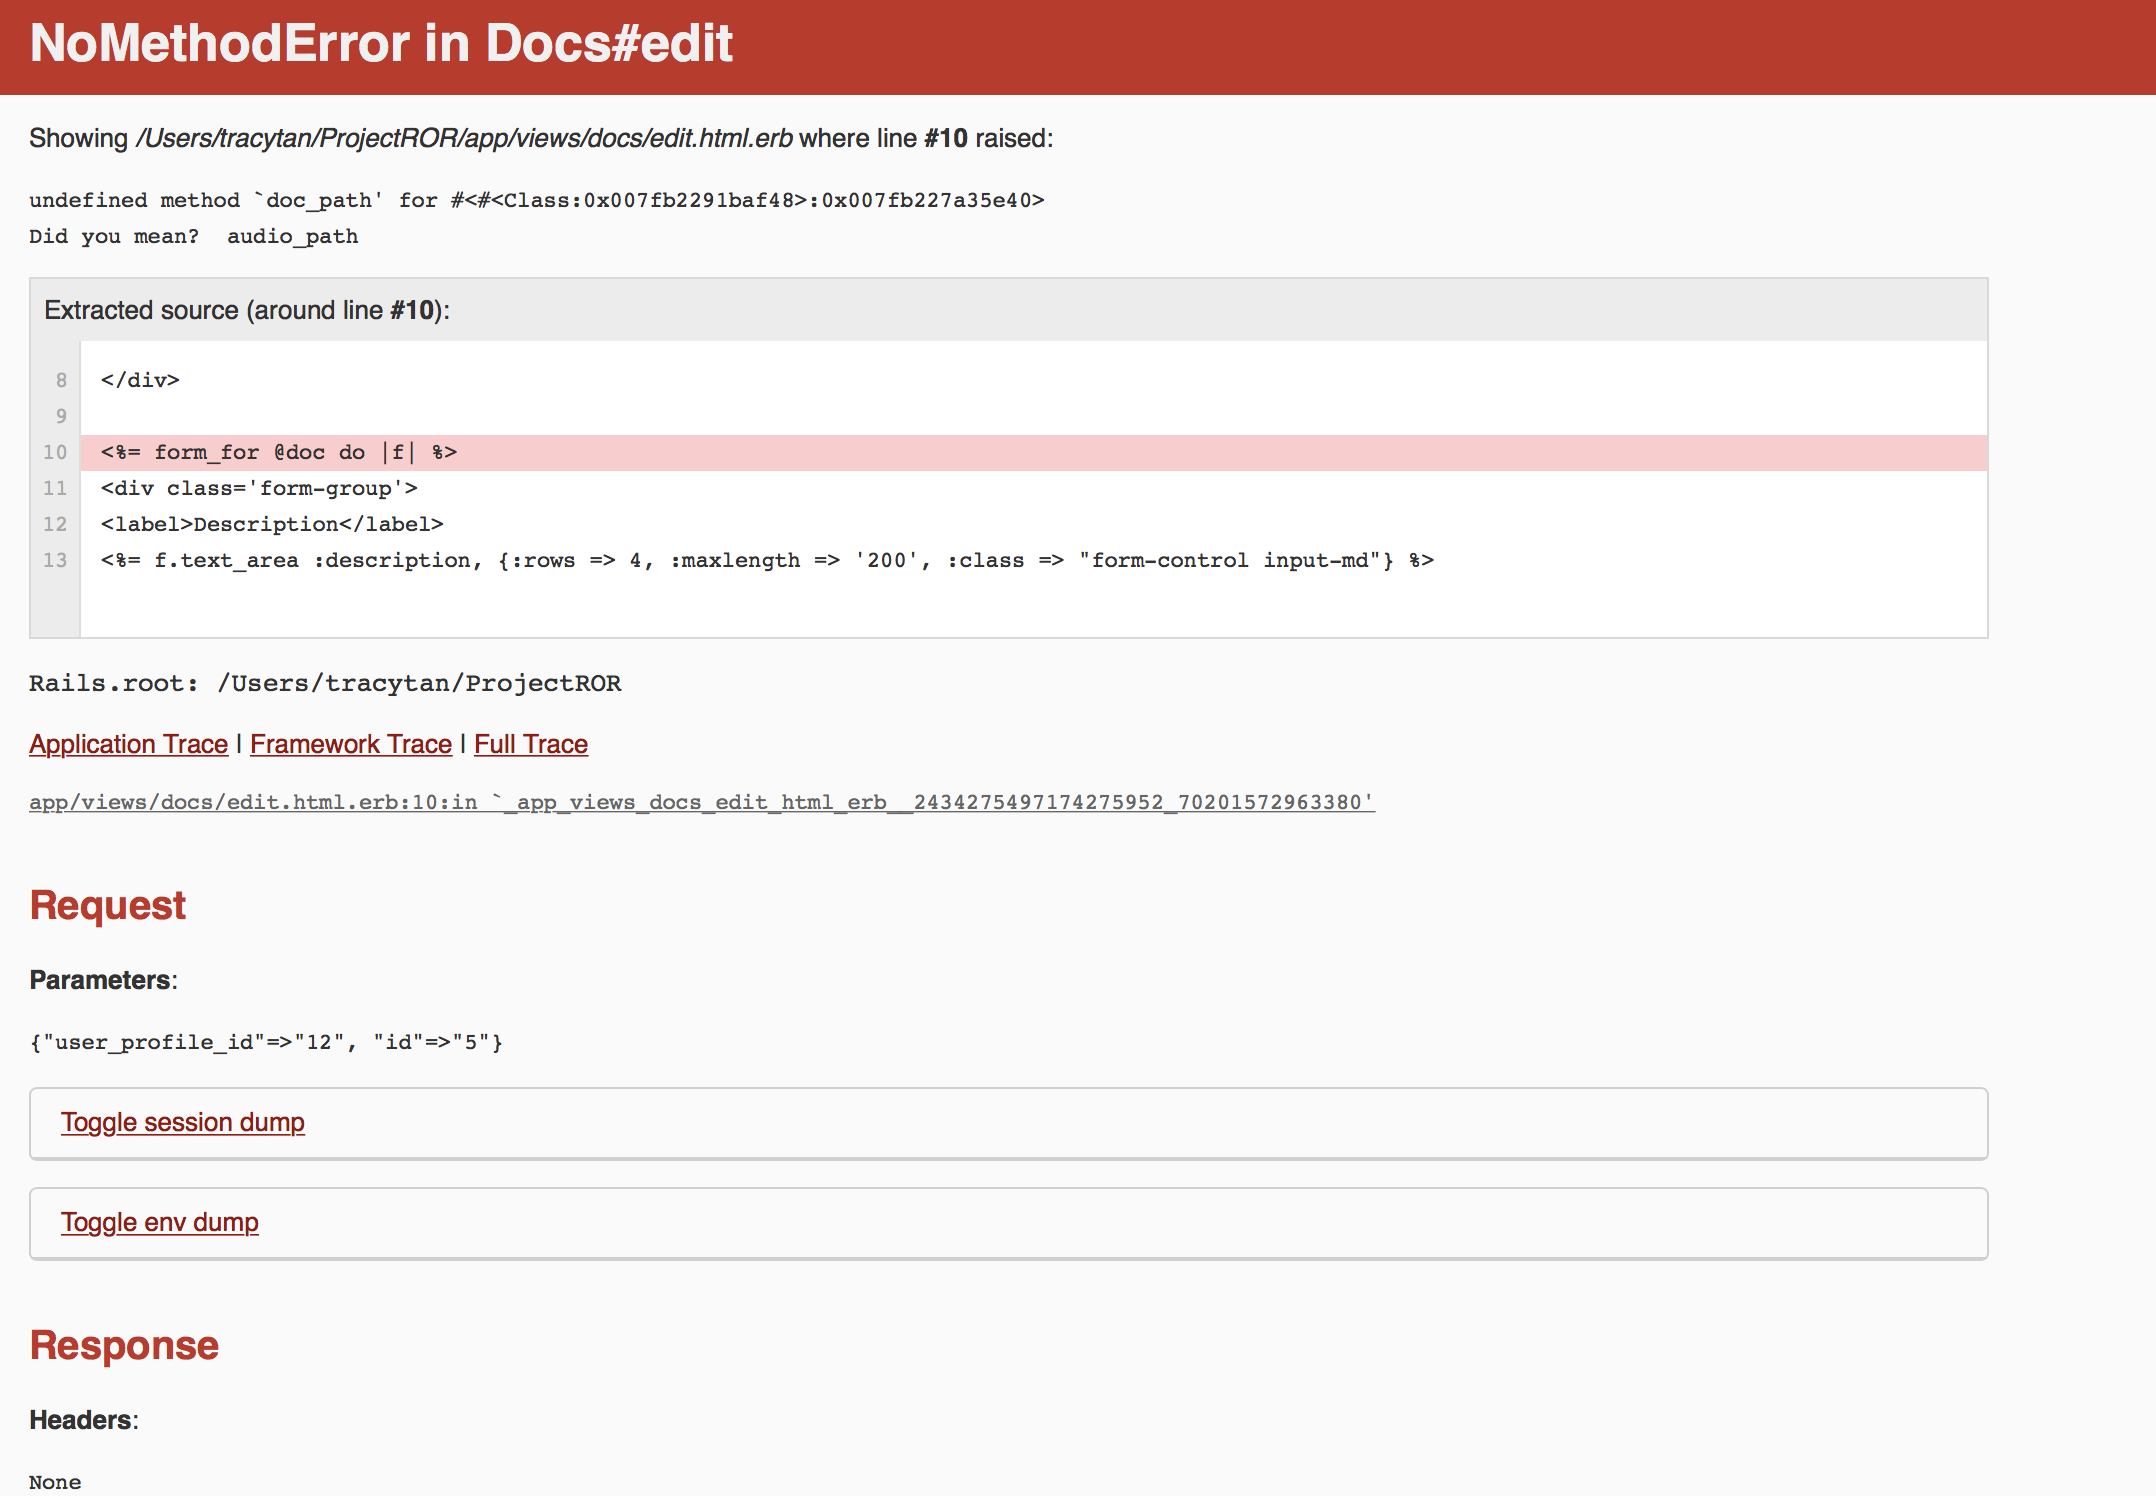 NoMethodError in Docs#edit
Showing /Users/tracytan/ProjectROR/app/views/docs/edit.html.erb where line #10 raised:
undefined method `doc_path' for #<#<Class:0x007fb2291baf48>:0x007fb227a35e40>
Did you mean?  audio_path
Extracted source (around line #10):
8 </div>
9
10 <%= form_for @doc do |f| %>
11 <div class='form-group'>
12 <label>Description</label>
13 <%= f.text_area :description, {:rows => 4, :maxlength => '200', :class => "form-control input-md"} %>
Rails.root: /Users/tracytan/ProjectROR
Application Trace | Framework Trace | Full Trace
app/views/docs/edit.html.erb:10:in `_app_views_docs_edit_html_erb__2434275497174275952_70201572963380'
Request
Parameters:
{"user_profile_id"=>"12", "id"=>"5"}
Toggle session dump
Toggle env dump
Response
Headers:
None